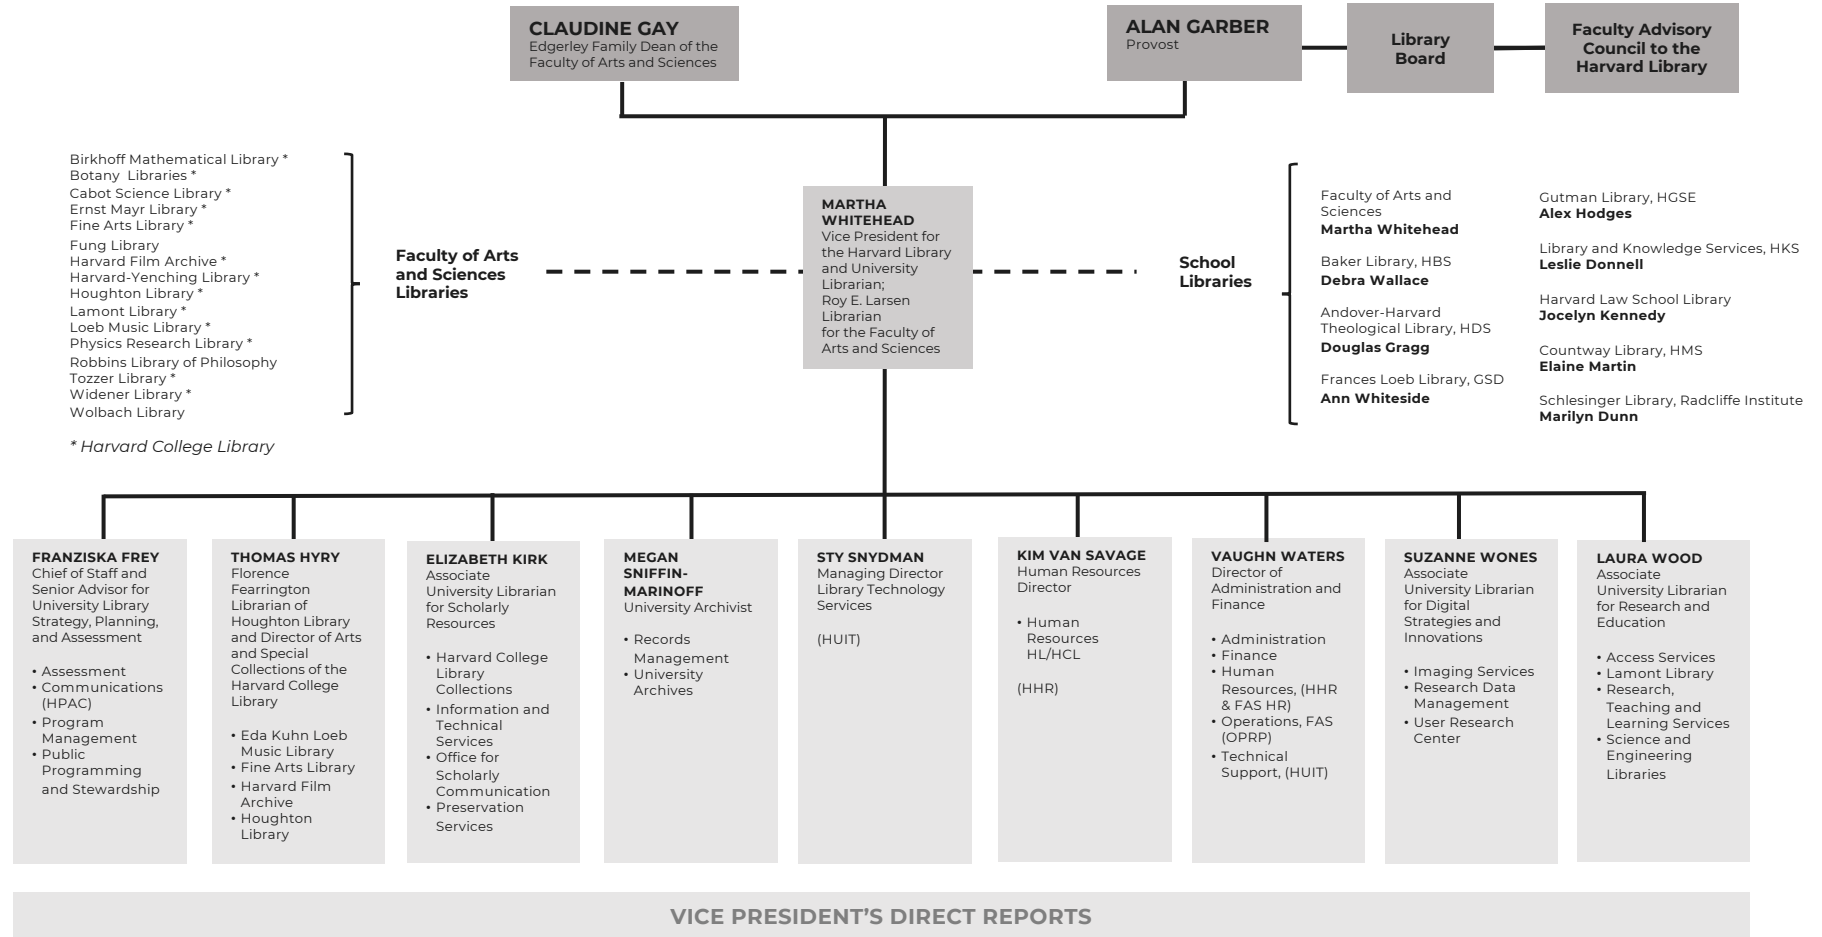 CLAUDINE GAY
Edgerley Family Dean of the
Faculty of Arts and Sciences
ALAN GARBER
Provost
Library
Board
Faculty Advisory
Council to the
Harvard Library
Birkhoff Mathematical Library *
Botany Libraries *
Cabot Science Library *
Ernst Mayr Library *
Fine Arts Library *
Fung Library
Harvard Film Archive *
Harvard-Yenching Library *
Houghton Library *
Lamont Library *
Loeb Music Library *
Physics Research Library *
Robbins Library of Philosophy
Tozzer Library *
Widener Library *
Wolbach Library
* Harvard College Library
Faculty of Arts
and Sciences
Libraries
MARTHA
WHITEHEAD
Vice President for
the Harvard Library
and University
Librarian;
Roy E. Larsen
Librarian
for the Faculty of
Arts and Sciences
School
Libraries
Faculty of Arts and
Sciences
Martha Whitehead
Baker Library, HBS
Debra Wallace
Andover-Harvard
Theological Library, HDS
Douglas Gragg
Frances Loeb Library, GSD
Ann Whiteside
Gutman Library, HGSE
Alex Hodges
Library and Knowledge Services, HKS
Leslie Donnell
Harvard Law School Library
Jocelyn Kennedy
Countway Library, HMS
Elaine Martin
Schlesinger Library, Radcliffe Institute
Marilyn Dunn
FRANZISKA FREY
Chief of Staff and
Senior Advisor for
University Library
Strategy, Planning,
and Assessment
• Assessment
• Communications
(HPAC)
• Program
Management
• Public
Programming
and Stewardship
THOMAS HYRY
Florence
Fearrington
Librarian of
Houghton Library
and Director of Arts
and Special
Collections of the
Harvard College
Library
• Eda Kuhn Loeb
Music Library
• Fine Arts Library
• Harvard Film
Archive
• Houghton
Library
ELIZABETH KIRK
Associate
University Librarian
for Scholarly
Resources
• Harvard College
Library
Collections
• Information and
Technical
Services
• Office for
Scholarly
Communication
• Preservation
Services
MEGAN
SNIFFIN-
MARINOFF
University Archivist
• Records
Management
• University
Archives
STY SNYDMAN
Managing Director
Library Technology
Services
(HUIT)
KIM VAN SAVAGE
Human Resources
Director
• Human
Resources
HL/HCL
(HHR)
VAUGHN WATERS
Director of
Administration and
Finance
• Administration
• Finance
• Human
Resources, (HHR
& FAS HR)
• Operations, FAS
(OPRP)
• Technical
Support, (HUIT)
SUZANNE WONES
Associate
University Librarian
for Digital
Strategies and
Innovations
• Imaging Services
• Research Data
Management
• User Research
Center
LAURA WOOD
Associate
University Librarian
for Research and
Education
• Access Services
• Lamont Library
• Research,
Teaching and
Learning Services
• Science and
Engineering
Libraries
VICE PRESIDENT’S DIRECT REPORTS